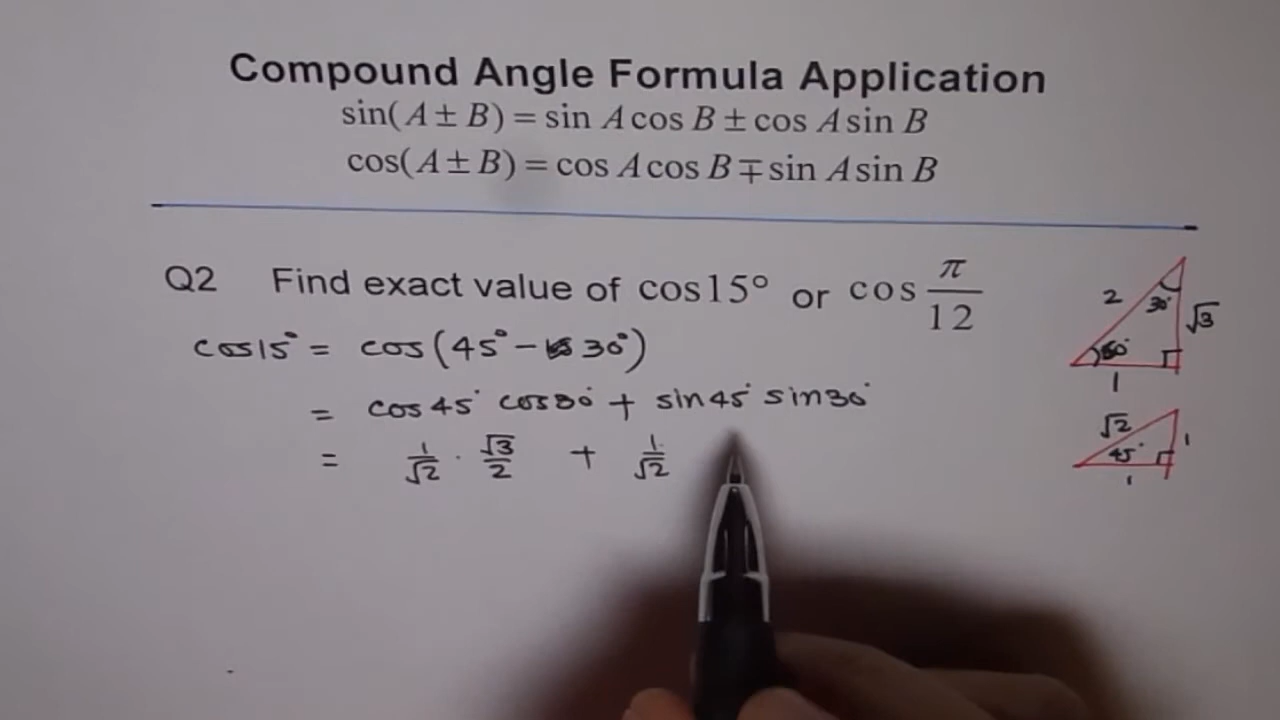 Compound Angle Formula Application
sin(A ± B) = sin A cos B ± cos A sin B
cos(A ± B) = cos A cos B ∓ sin A sin B
Q2 Find exact value of cos15° or cos π/12
cos15° = cos(45° - 30°)
= cos45° cos30° + sin45° sin30°
= 1/√2 · √3/2 + 1/√2
2 30° √3
60°
1
√2 1
45°
1